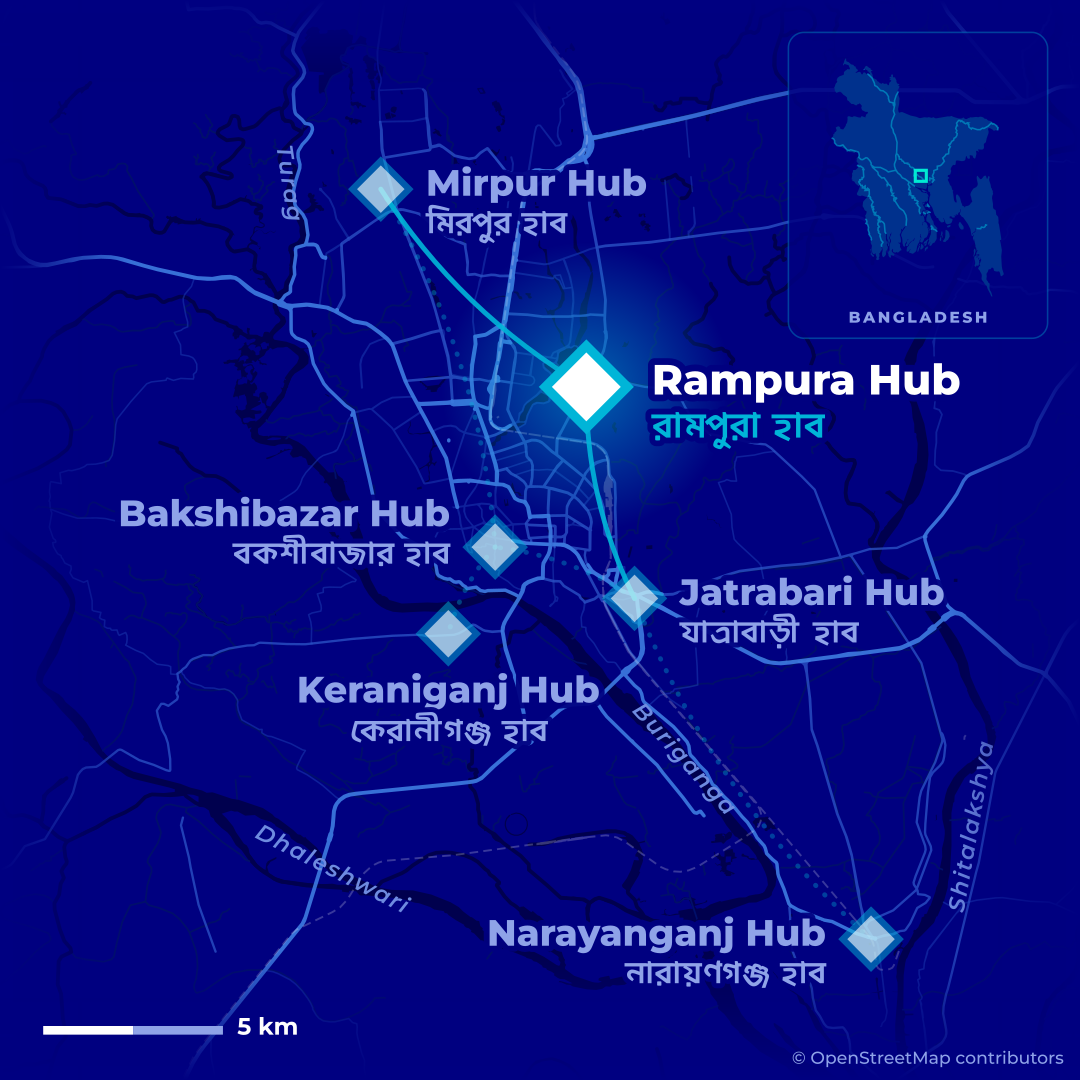 Turag
Mirpur Hub
মিরপুর হাব
BANGLADESH
Rampura Hub
রামপুরা হাব
Bakshibazar Hub
বকশীবাজার হাব
Jatrabari Hub
যাত্রাবাড়ী হাব
Keraniganj Hub
কেরানীগঞ্জ হাব
Buriganga
Shitalakshya
Dhaleshwari
Narayanganj Hub
নারায়ণগঞ্জ হাব
5 km
© OpenStreetMap contributors